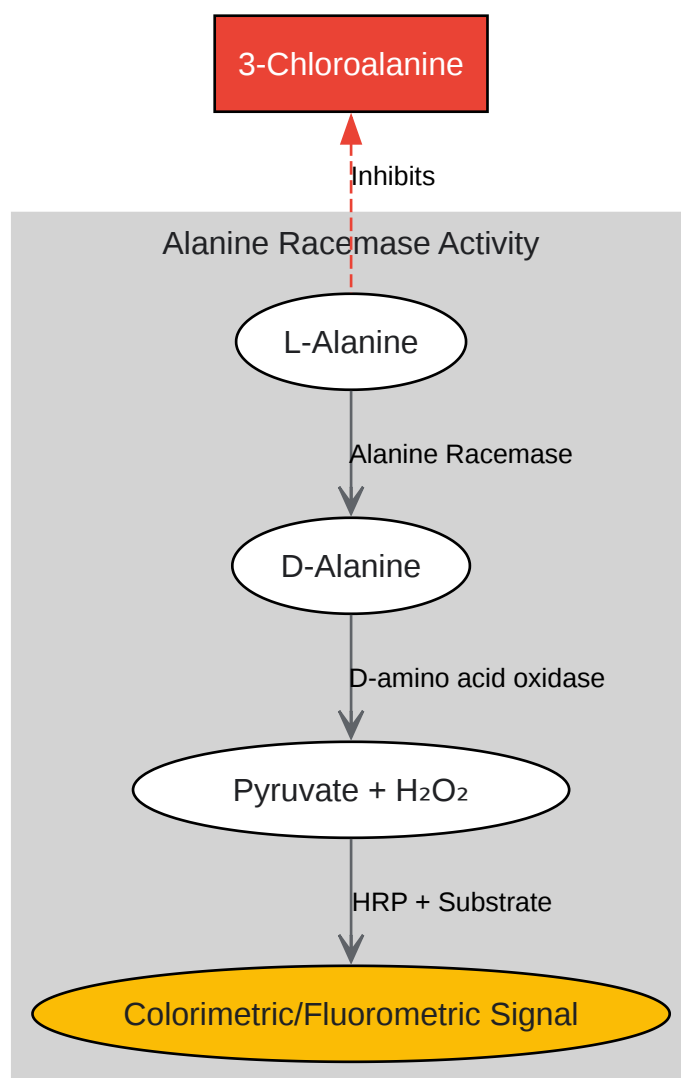 3-Chloroalanine
Inhibits
Alanine Racemase Activity
L-Alanine
Alanine Racemase
D-Alanine
D-amino acid oxidase
Pyruvate + H₂O₂
HRP + Substrate
Colorimetric/Fluorometric Signal